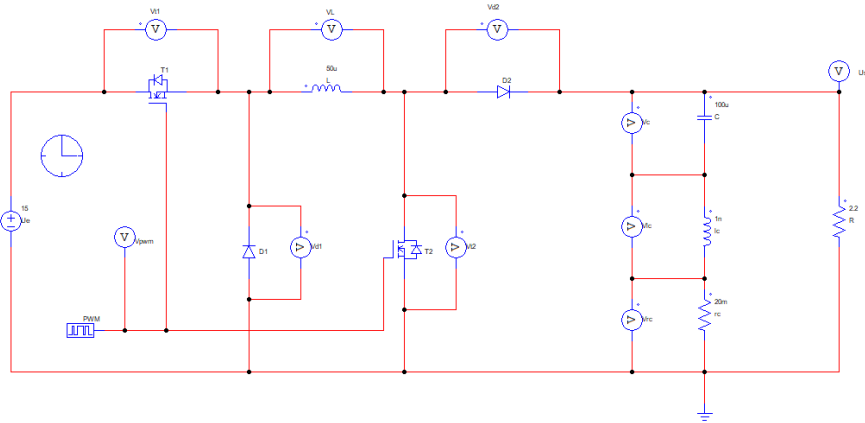 Vt1
VL
Vd2
V
V
V
V
T1
50u
L
D2
100u
C
Vc
15
Ue
Vpwm
V
D1
Vd1
T2
Vt2
Vlc
1n
lc
2.2
R
PWM
Vrc
20m
rc